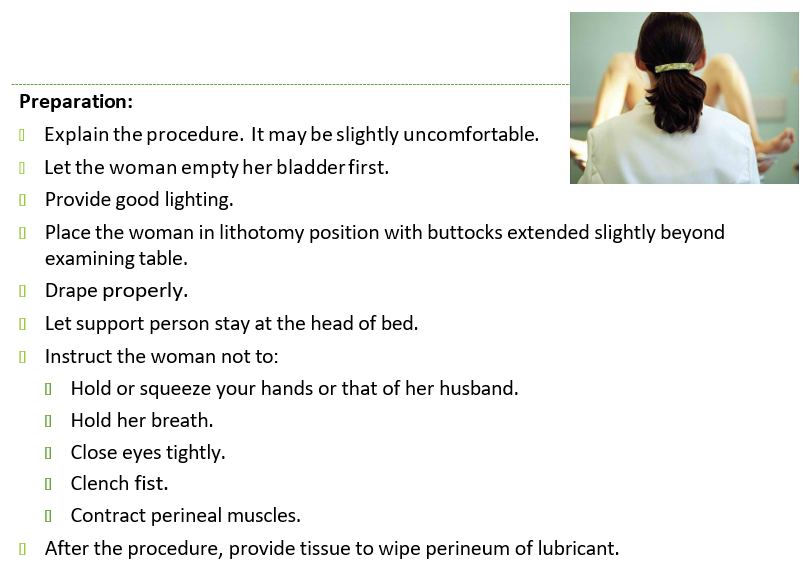 Preparation:
Explain the procedure. It may be slightly uncomfortable.
Let the woman empty her bladder first.
Provide good lighting.
Place the woman in lithotomy position with buttocks extended slightly beyond
examining table.
Drape properly.
Let support person stay at the head of bed.
Instruct the woman not to:
Hold or squeeze your hands or that of her husband.
Hold her breath.
Close eyes tightly.
Clench fist.
Contract perineal muscles.
After the procedure, provide tissue to wipe perineum of lubricant.